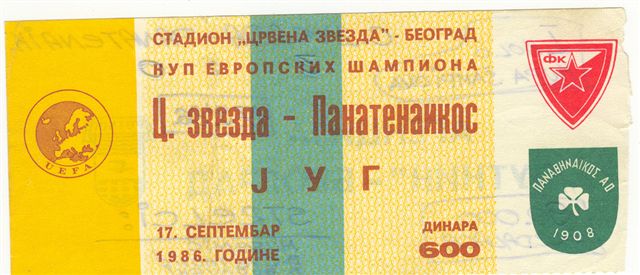 СТАДИОН „ЦРВЕНА ЗВЕЗДА” - БЕОГРАД
КУП ЕВРОПСКИХ ШАМПИОНА
Ц. ЗВЕЗДА - ПАНАТЕНАИКОС
ЈУГ
17. СЕПТЕМБАР
1986. ГОДИНЕ
ДИНАРА
600
UEFA
ФК
ΠΑΝΑΘΗΝΑΪΚΟΣ Α.Ο
1908